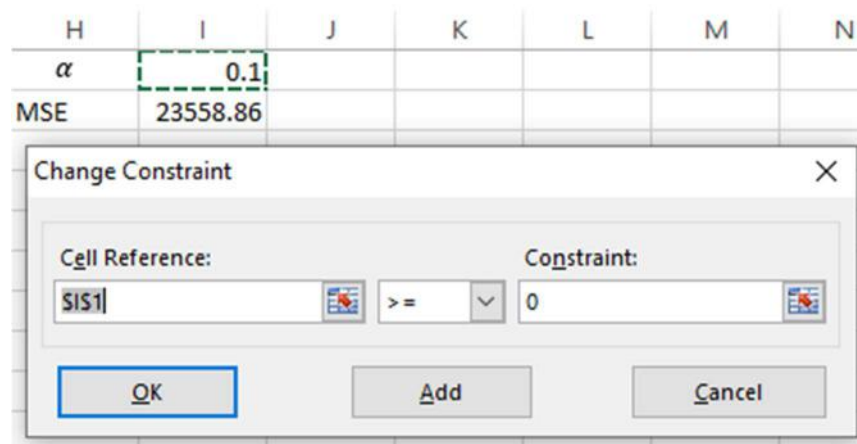 H I J K L M N
α 0.1
MSE 23558.86
Change Constraint
Cell Reference: Constraint:
$I$1 >= 0
OK Add Cancel